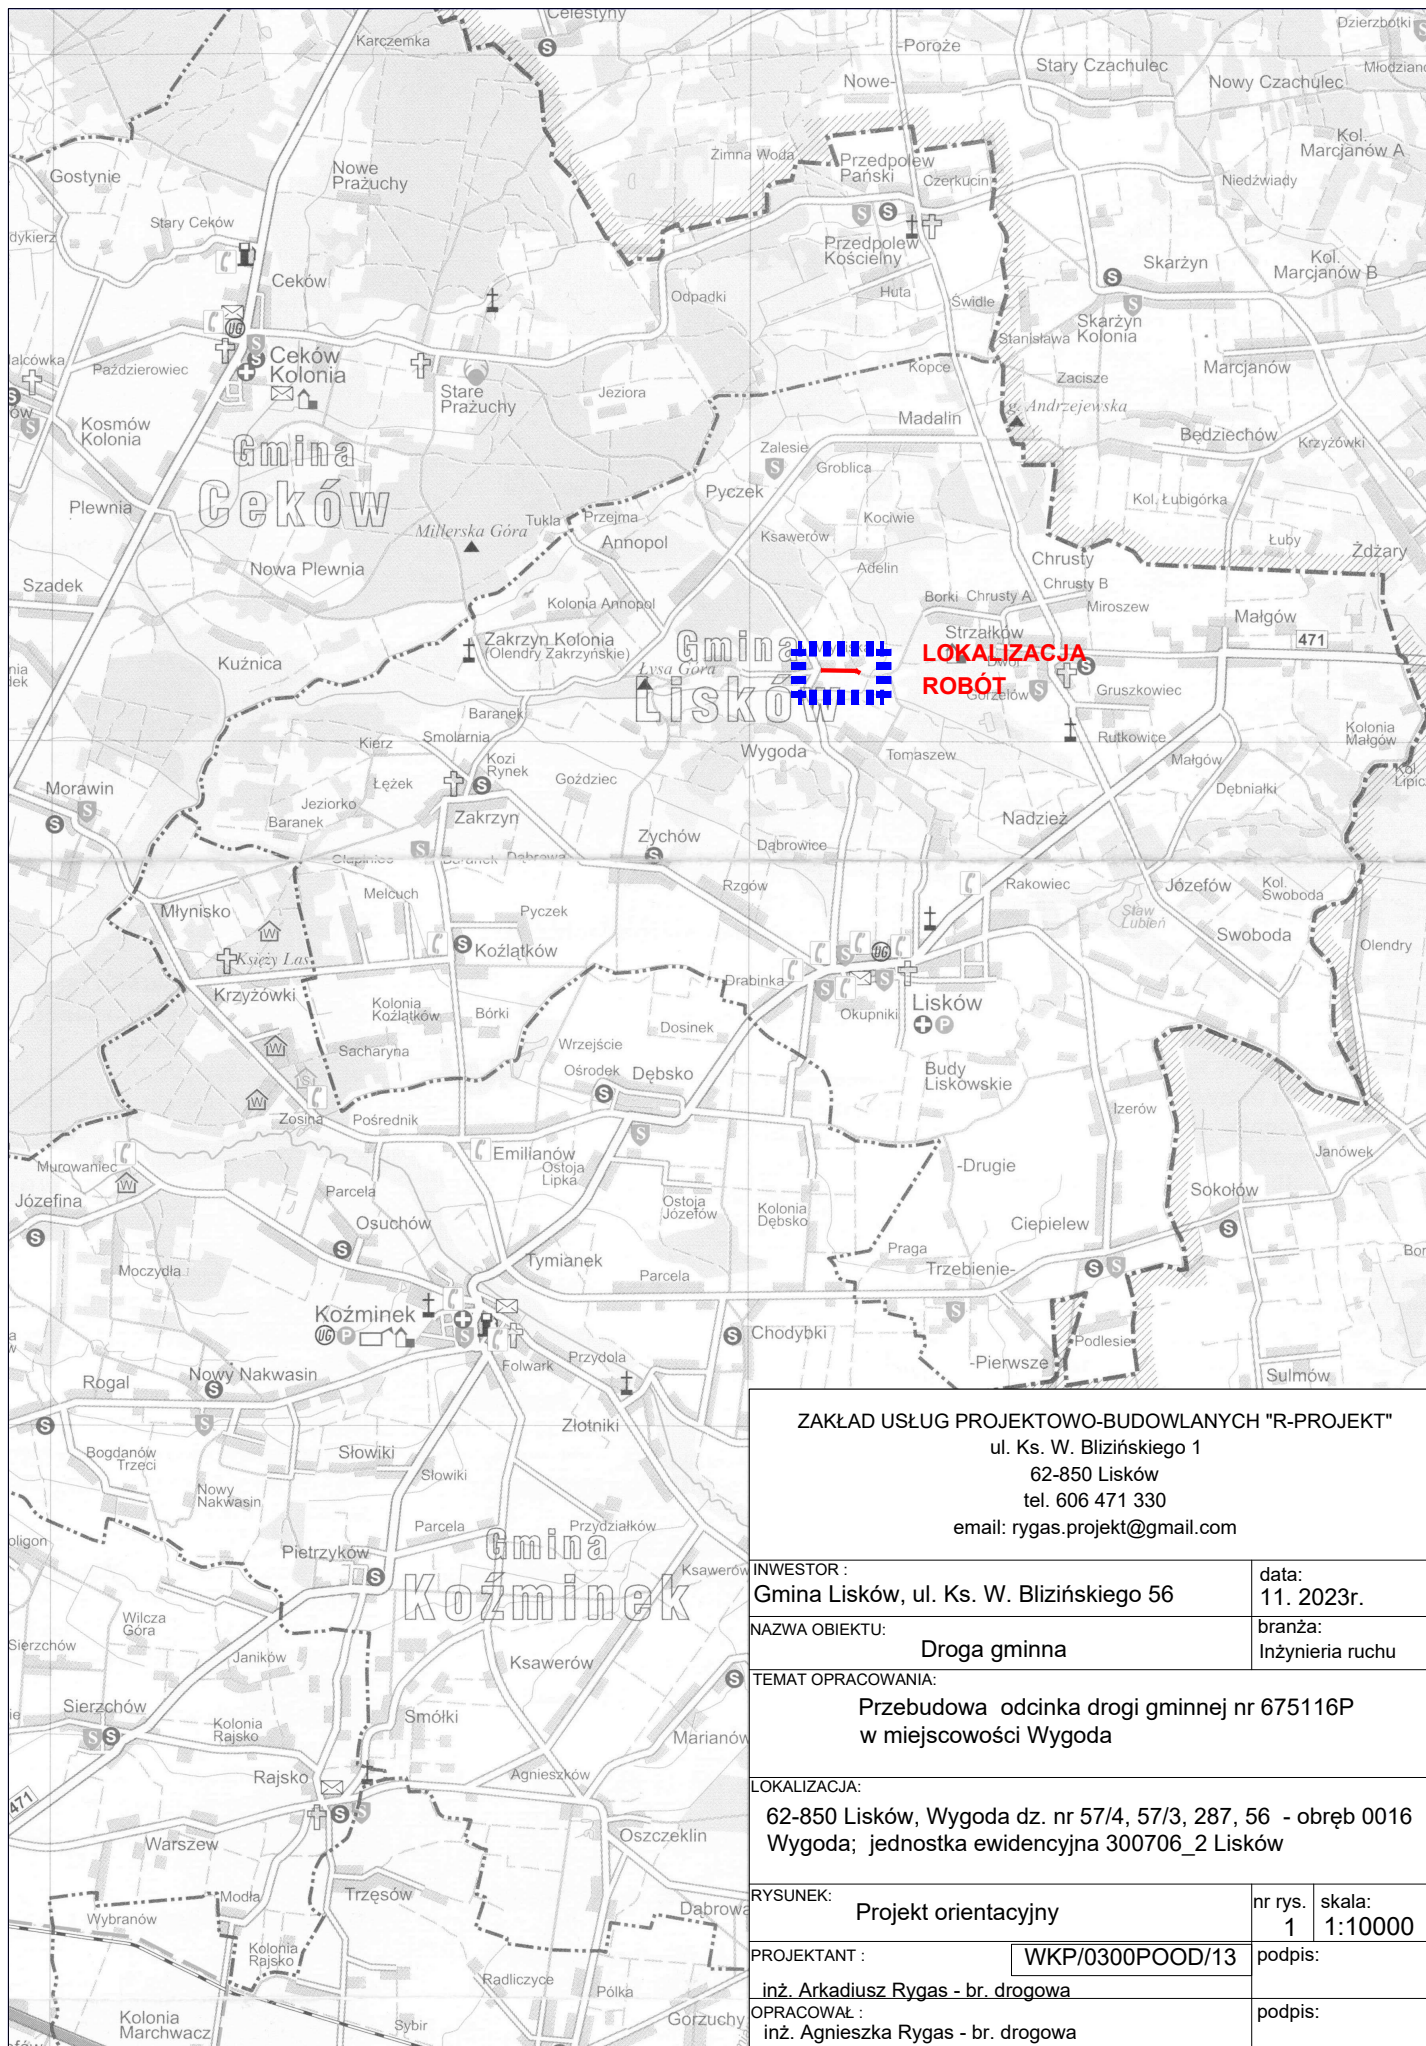 Celestyny
Karczemka
Poroże
Dzierzbotki
Stary Czachulec
Nowy Czachulec
Nowe-
Kol.
Marcjanów A
Gostynie
Nowe
Prażuchy
Zimna Woda
Przedpolew
Pański
Czerkucin
Niedźwiady
Stary Ceków
Przedpolew
Kościelny
Skarżyn
Kol.
Marcjanów B
Ceków
Odpadki
Huta
Świdle
Skarżyn
Kolonia
Stanisława
Ceków
Kolonia
Październiowiec
Stare
Prażuchy
Jeziora
Kopce
Zacisze
Marcjanów
g. Andrzejewska
Kosmów
Kolonia
Madalin
Będziechów
Krzyżówki
Gmina
Ceków
Zalesie
Groblica
Pyczek
Kol. Łubigórka
Plewnia
Millerska Góra
Tukla
Przejma
Annopol
Kociwie
Ksawerów
Łuby
Żdżary
Nowa Plewnia
Adelin
Chrusty
Chrusty B
Szadek
Kolonia Annopol
Borki
Chrusty A
Miroszew
Małgów
Zakrzyn Kolonia
(Olendry Zakrzyńskie)
Gmina
Lisków
Strzałków
471
Kuźnica
Łysa Góra
LOKALIZACJA
ROBÓT
Dwór
Gorzelów
Gruszkowiec
Baranek
Rutkowice
Kolonia
Małgów
Kierz
Smolarnia
Kozi
Rynek
Wygoda
Tomaszew
Małgów
Morawin
Łężek
Goździec
Dębniałki
Jeziorko
Baranek
Zakrzyn
Zychów
Dąbrowice
Nadzież
Baranek
Dąbrowa
Młynisko
Melcuch
Pyczek
Rzgów
Rakowiec
Józefów
Kol.
Swoboda
Staw
Lubień
Swoboda
Olendry
Księży Las
Koźlątków
Drabinka
Krzyżówki
Kolonia
Koźlątków
Bórki
Dosinek
Okupniki
Lisków
Sacharyna
Wrzejście
Ośrodek
Dębsko
Budy
Liskowskie
Zosina
Pośrednik
Izerów
Emilianów
Ostoja
Lipka
-Drugie
Janówek
Murowaniec
Józefina
Parcela
Ostoja
Józefów
Kolonia
Dębsko
Sokołów
Osuchów
Ciepielew
Moczydła
Tymianek
Parcela
Praga
Trzebienie-
Koźminek
Chodybki
Podlesie
Folwark
Przydola
-Pierwsze
Sulmów
Rogal
Nowy Nakwasin
Złotniki
Bogdanów
Trzeci
Słowiki
Słowiki
Nowy
Nakwasin
Parcela
Przydziałków
Pietrzyków
Gmina
Koźminek
Ksawerów
Wilcza
Góra
Sierzchów
Janików
Ksawerów
Sierzchów
Kolonia
Rajsko
Smółki
Marianów
Rajsko
Agnieszków
471
Warszew
Oszczeklin
Modła
Trzęsów
Dąbrowa
Wybranów
Kolonia
Rajsko
Radliczyce
Pólka
Kolonia
Marchwacz
Sybir
Gorzuchy
ZAKŁAD USŁUG PROJEKTOWO-BUDOWLANYCH "R-PROJEKT"
ul. Ks. W. Blizińskiego 1
62-850 Lisków
tel. 606 471 330
email: rygas.projekt@gmail.com
INWESTOR :
Gmina Lisków, ul. Ks. W. Blizińskiego 56
data:
11. 2023r.
NAZWA OBIEKTU:
Droga gminna
branża:
Inżynieria ruchu
TEMAT OPRACOWANIA:
Przebudowa odcinka drogi gminnej nr 675116P
w miejscowości Wygoda
LOKALIZACJA:
62-850 Lisków, Wygoda dz. nr 57/4, 57/3, 287, 56 - obręb 0016
Wygoda; jednostka ewidencyjna 300706_2 Lisków
RYSUNEK:
Projekt orientacyjny
nr rys.
1
skala:
1:10000
PROJEKTANT :
WKP/0300POOD/13
podpis:
inż. Arkadiusz Rygas - br. drogowa
OPRACOWAŁ :
inż. Agnieszka Rygas - br. drogowa
podpis: